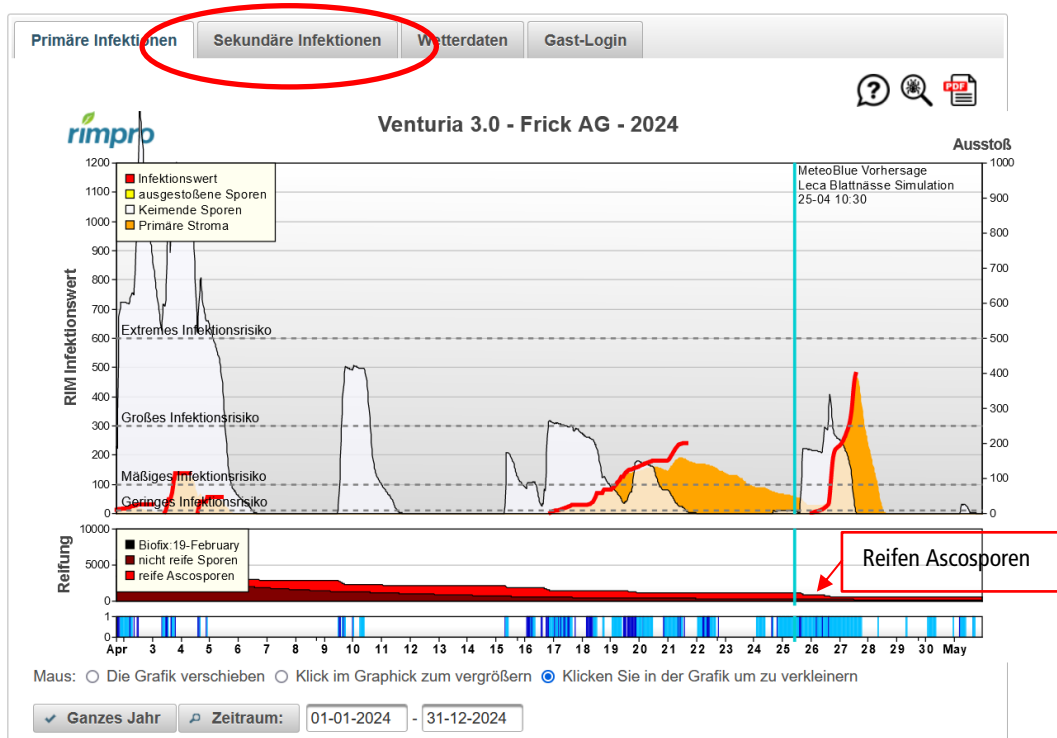 Primäre Infektionen
Sekundäre Infektionen
Wetterdaten
Gast-Login
PDF
rimpro
Venturia 3.0 - Frick AG - 2024
Ausstoß
MeteoBlue Vorhersage
Leca Blattnässe Simulation
25-04 10:30
Infektionswert
ausgestoßene Sporen
Keimende Sporen
Primäre Stroma
RIM Infektionswert
1200
1100
1000
900
800
700
600
500
400
300
200
100
0
Extremes Infektionsrisiko
Großes Infektionsrisiko
Mäßiges Infektionsrisiko
Geringes Infektionsrisiko
1000
900
800
700
600
500
400
300
200
100
0
Reifung
10000
5000
0
Biofix:19-February
nicht reife Sporen
reife Ascosporen
Reifen Ascosporen
1
0
Apr 3 4 5 6 7 8 9 10 11 12 13 14 15 16 17 18 19 20 21 22 23 24 25 26 27 28 29 30 May
Maus: Die Grafik verschieben Klick im Graphick zum vergrößern Klicken Sie in der Grafik um zu verkleinern
Ganzes Jahr Zeitraum: 01-01-2024 - 31-12-2024